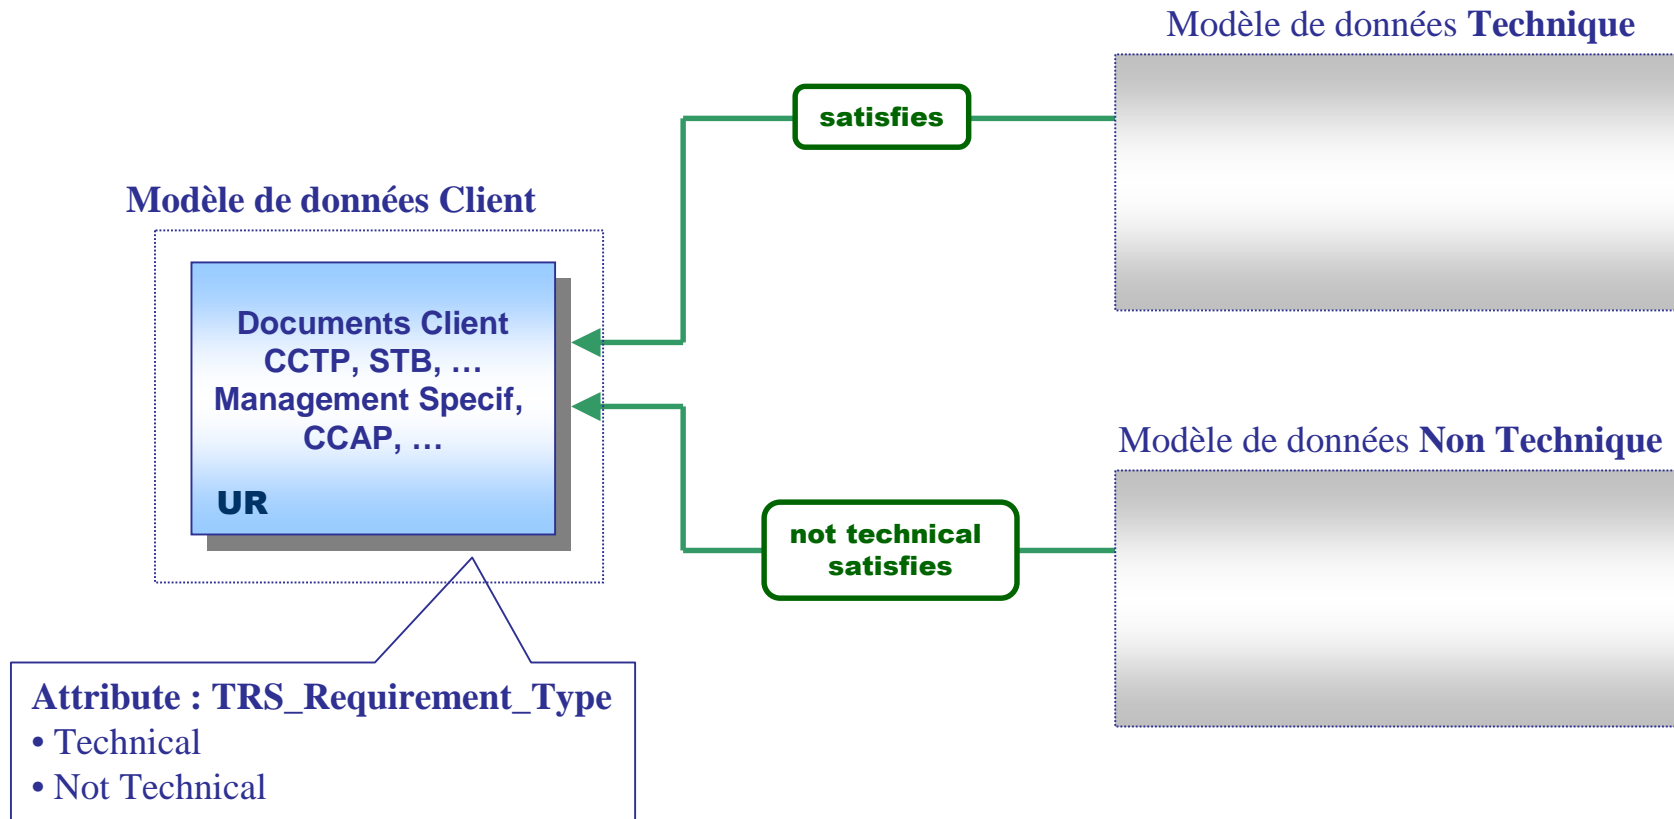 Modèle de données Technique
satisfies
Modèle de données Client
Documents Client
CCTP, STB, …
Management Specif,
CCAP, …
UR
Modèle de données Non Technique
not technical
satisfies
Attribute : TRS_Requirement_Type
• Technical
• Not Technical